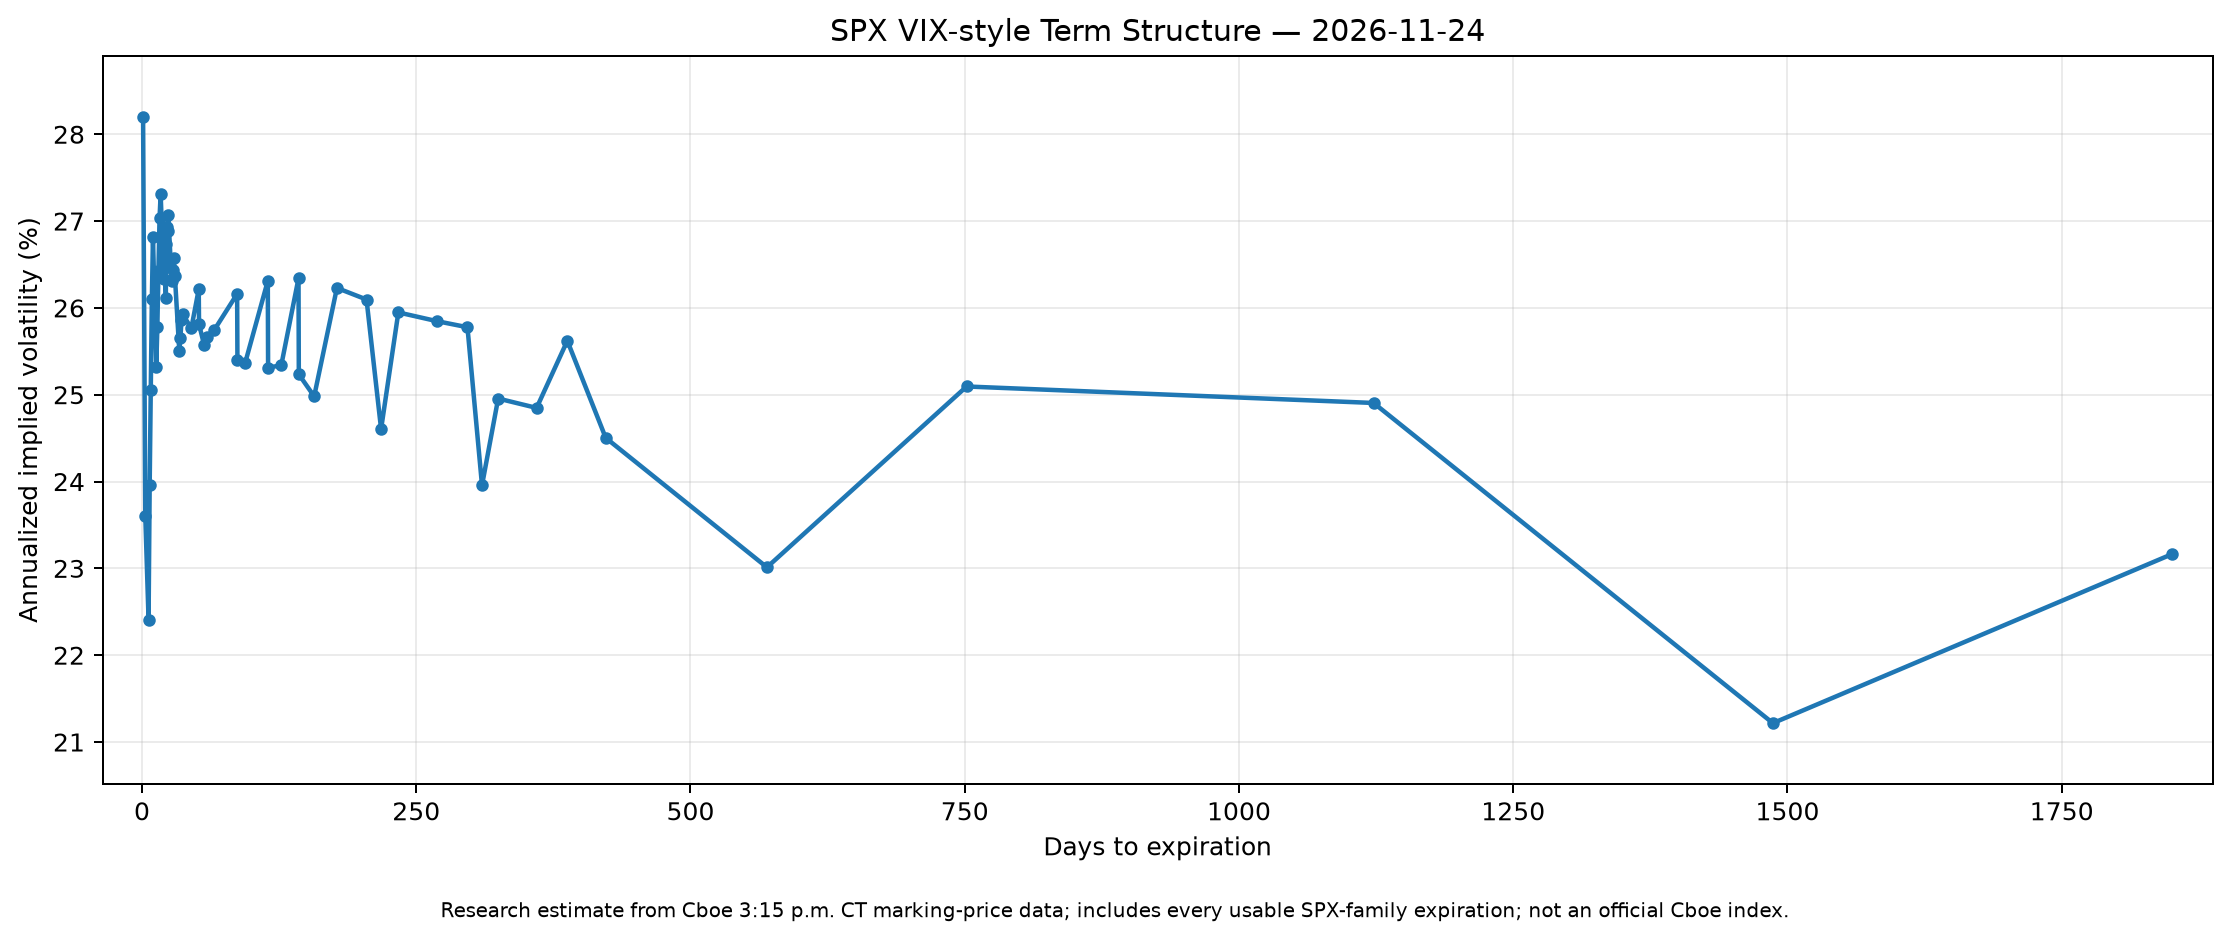 SPX VIX-style Term Structure — 2026-11-24
Annualized implied volatility (%)
28
27
26
25
24
23
22
21
0 250 500 750 1000 1250 1500 1750
Days to expiration
Research estimate from Cboe 3:15 p.m. CT marking-price data; includes every usable SPX-family expiration; not an official Cboe index.